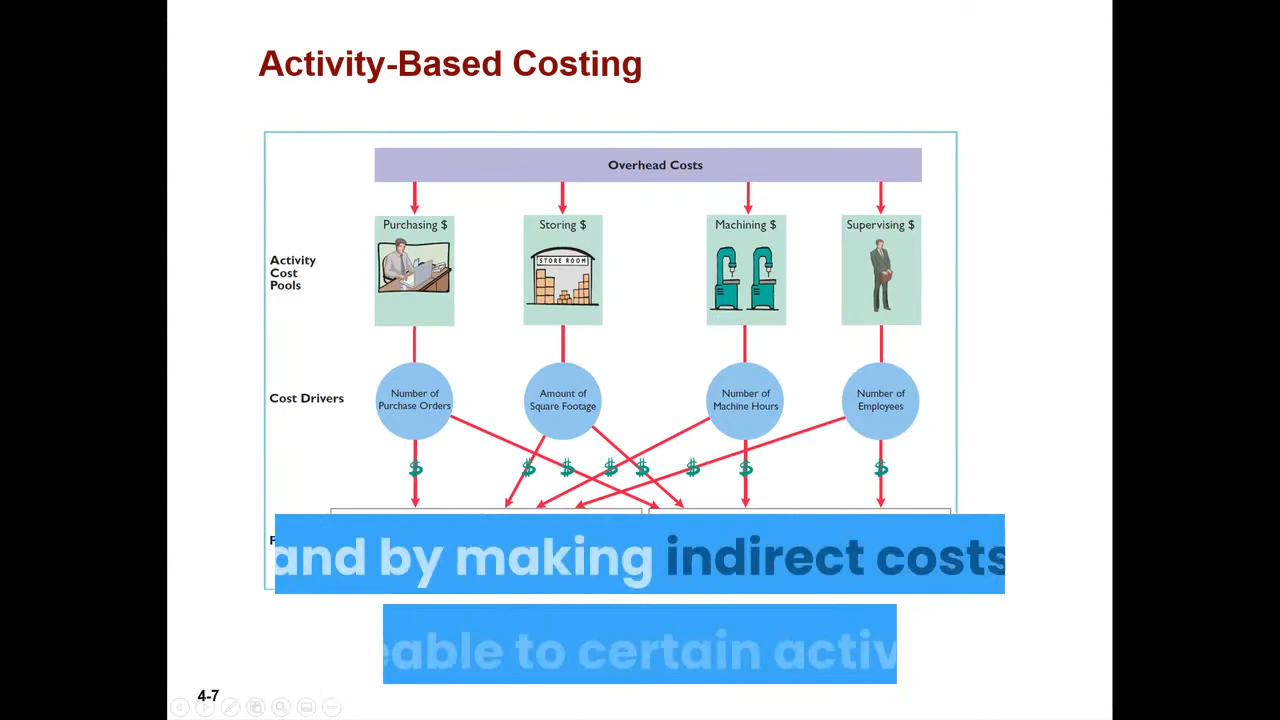 Activity-Based Costing
Overhead Costs
Purchasing $
Storing $
Machining $
Supervising $
STORE ROOM
Activity
Cost
Pools
Cost Drivers
Number of
Purchase Orders
Amount of
Square Footage
Number of
Machine Hours
Number of
Employees
$ $ $ $ $ $ $ $
and by making indirect costs
to certain
4-7